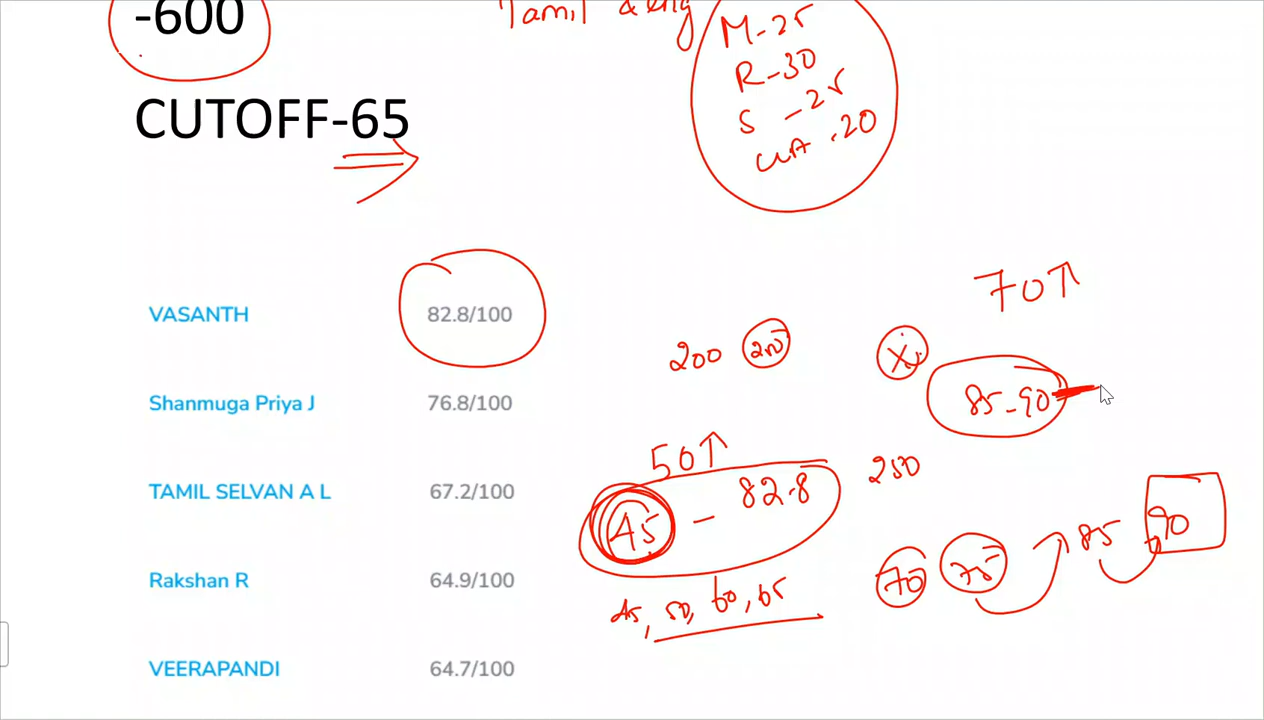 -600
Tamil & eng
M-25
R-30
S - 25
CUTOFF-65
70↑
VASANTH 82.8/100
200 250
X
85-90
Shanmuga Priya J 76.8/100
50↑
250
TAMIL SELVAN A L 67.2/100
45 - 82.8
85 90
70 75
Rakshan R 64.9/100
45, 50, 60, 65
VEERAPANDI 64.7/100